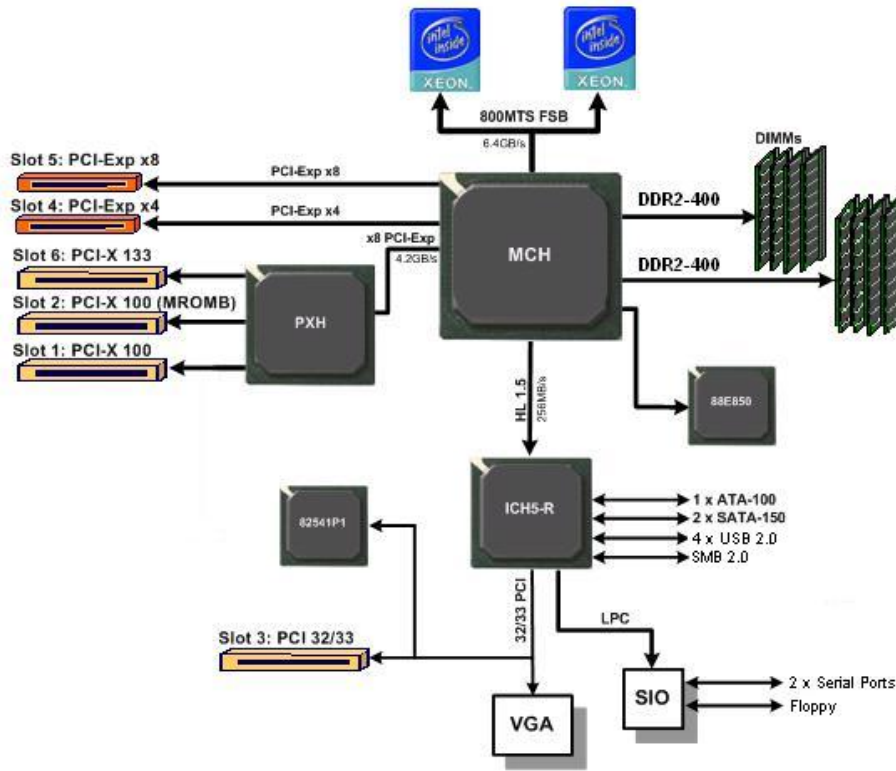 intel
inside
XEON™
intel
inside
XEON™
800MTS FSB
6.4GB/s
DIMMs
Slot 5: PCI-Exp x8
PCI-Exp x8
Slot 4: PCI-Exp x4
PCI-Exp x4
DDR2-400
x8 PCI-Exp
4.2GB/s
MCH
DDR2-400
Slot 6: PCI-X 133
Slot 2: PCI-X 100 (MROMB)
PXH
Slot 1: PCI-X 100
HL 1.5
256MB/s
88E850
82541P1
ICH5-R
1 x ATA-100
2 x SATA-150
4 x USB 2.0
SMB 2.0
32/33 PCI
LPC
Slot 3: PCI 32/33
VGA
SIO
2 x Serial Ports
Floppy